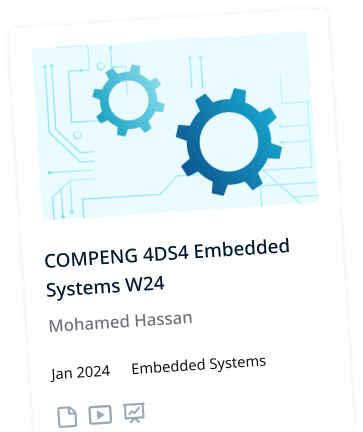 COMPENG 4DS4 Embedded
Systems W24
Mohamed Hassan
Jan 2024 Embedded Systems